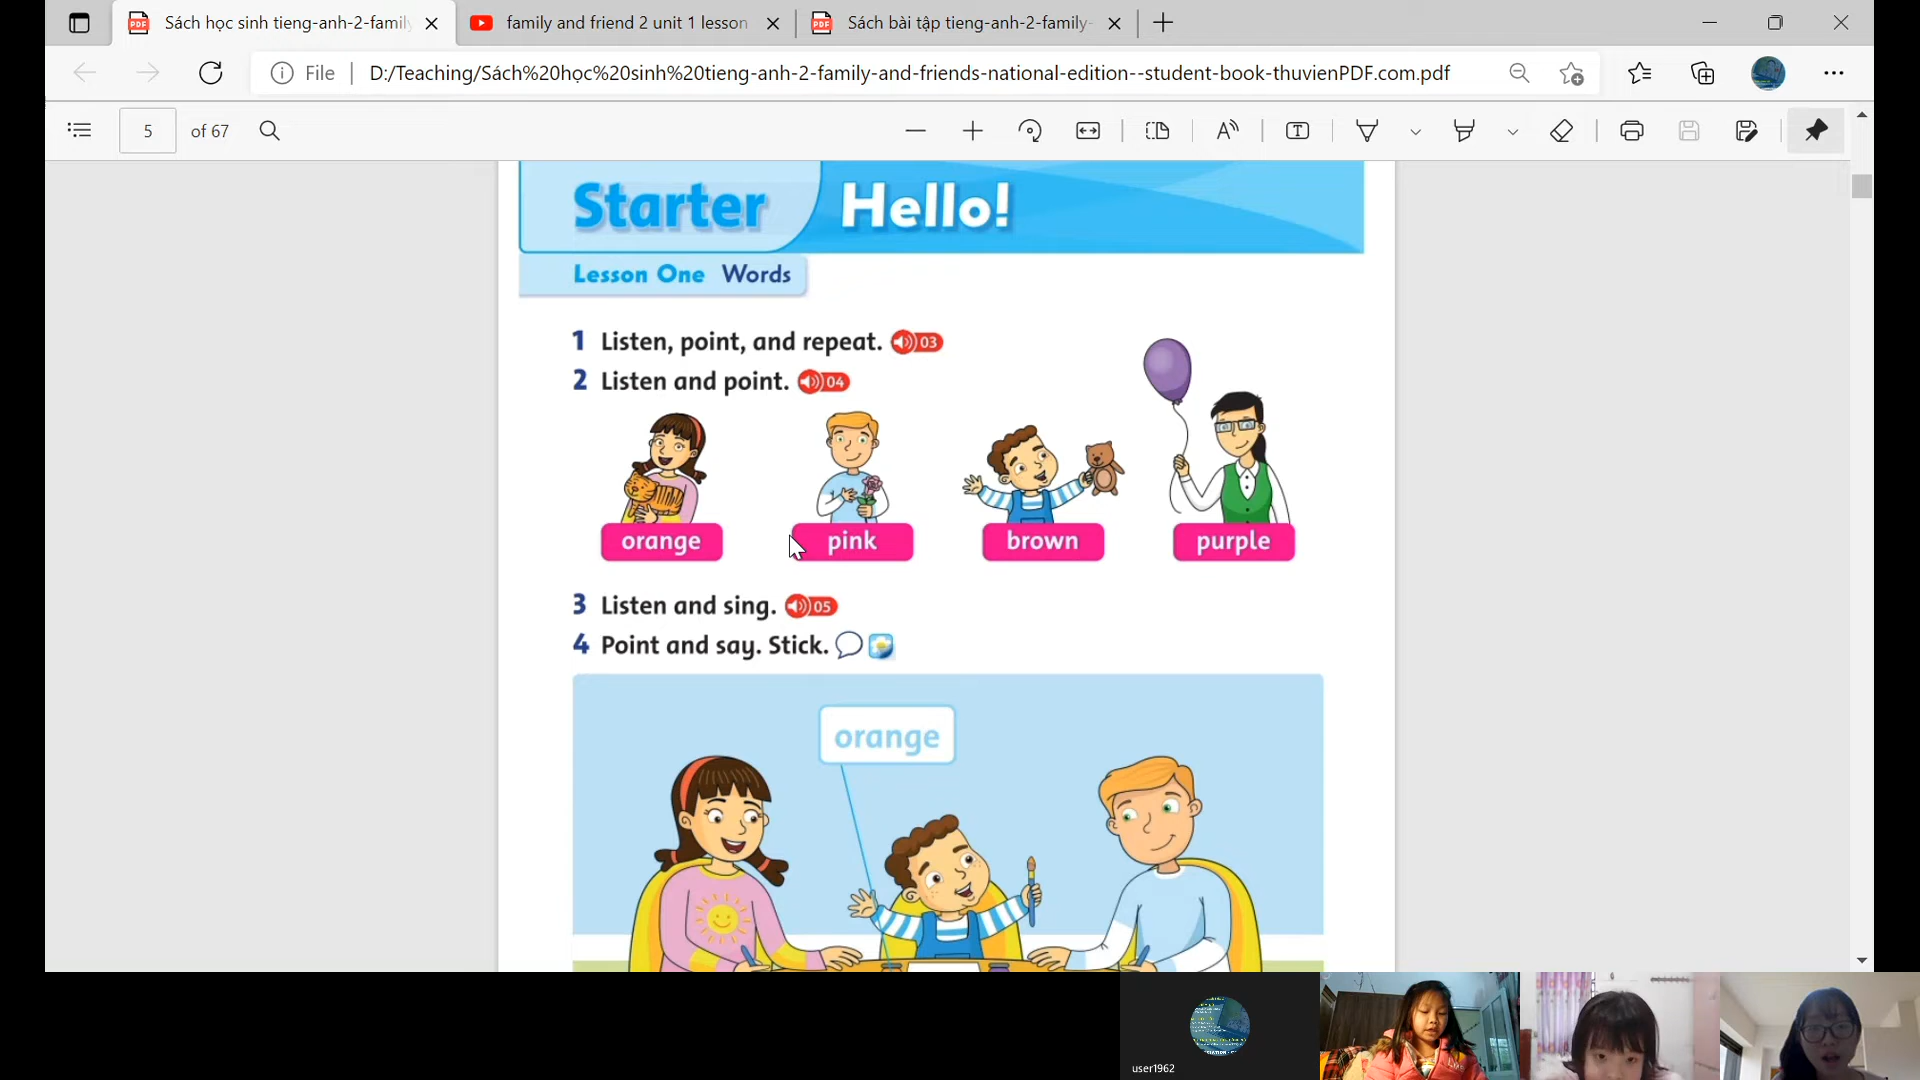 Sách học sinh tieng-anh-2-family
family and friend 2 unit 1 lesson
Sách bài tập tieng-anh-2-family-
File
D:/Teaching/Sách%20học%20sinh%20tieng-anh-2-family-and-friends-national-edition--student-book-thuvienPDF.com.pdf
5 of 67
Starter Hello!
Lesson One Words
1 Listen, point, and repeat. 03
2 Listen and point. 04
orange pink brown purple
3 Listen and sing. 05
4 Point and say. Stick.
orange
user1962